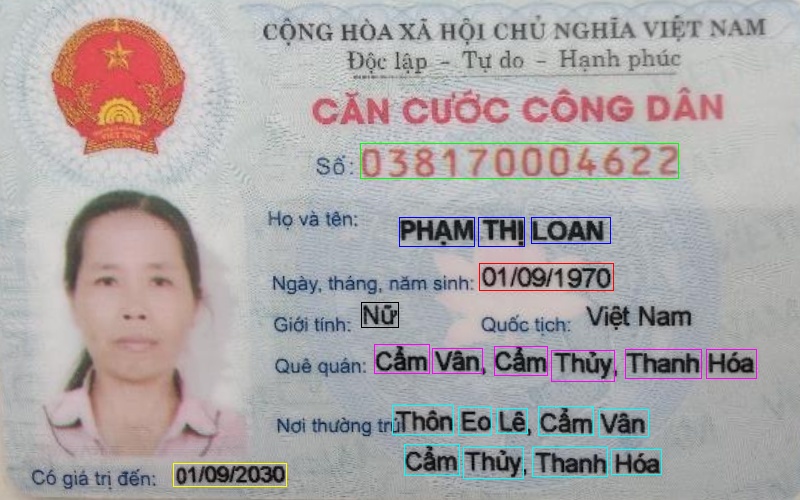 CỘNG HÒA XÃ HỘI CHỦ NGHĨA VIỆT NAM
Độc lập - Tự do - Hạnh phúc
CĂN CƯỚC CÔNG DÂN
Số: 038170004622
Họ và tên: PHẠM THỊ LOAN
Ngày, tháng, năm sinh: 01/09/1970
Giới tính: Nữ Quốc tịch: Việt Nam
Quê quán: Cẩm Vân, Cẩm Thủy, Thanh Hóa
Nơi thường trú: Thôn Eo Lê, Cẩm Vân
Cẩm Thủy, Thanh Hóa
Có giá trị đến: 01/09/2030